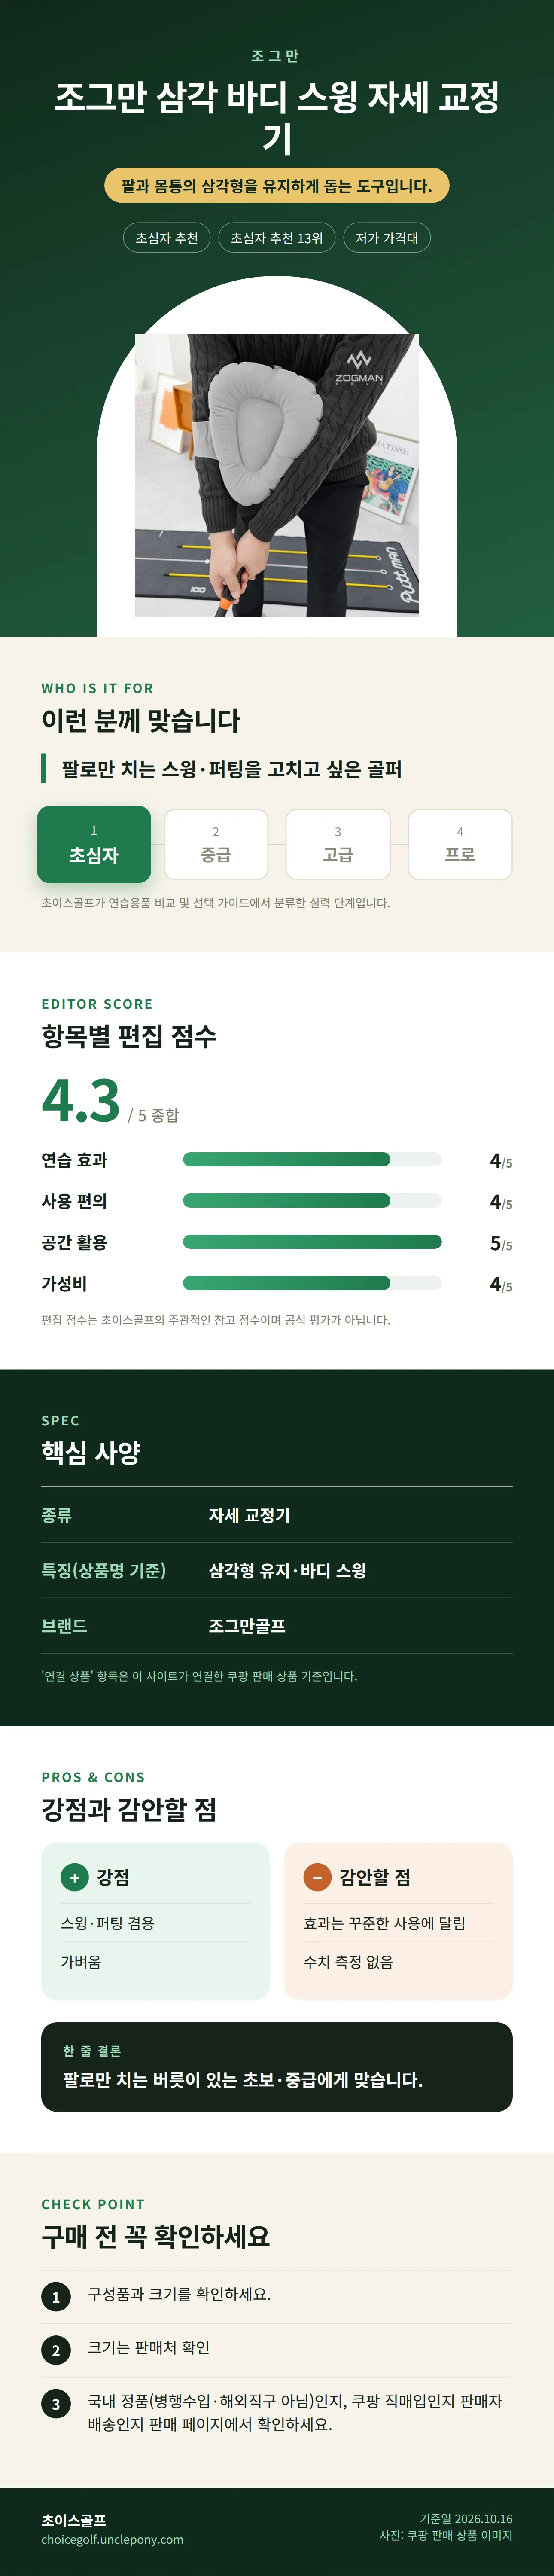 조그만
조그만 삼각 바디 스윙 자세 교정
기
팔과 몸통의 삼각형을 유지하게 돕는 도구입니다.
초심자 추천
초심자 추천 13위
저가 가격대
ZOGMAN
GOLF
MATISSE
100
PUTTMAN
WHO IS IT FOR
이런 분께 맞습니다
팔로만 치는 스윙·퍼팅을 고치고 싶은 골퍼
1
초심자
2
중급
3
고급
4
프로
초이스골프가 연습용품 비교 및 선택 가이드에서 분류한 실력 단계입니다.
EDITOR SCORE
항목별 편집 점수
4.3 / 5 종합
연습 효과 4/5
사용 편의 4/5
공간 활용 5/5
가성비 4/5
편집 점수는 초이스골프의 주관적인 참고 점수이며 공식 평가가 아닙니다.
SPEC
핵심 사양
종류 자세 교정기
특징(상품명 기준) 삼각형 유지·바디 스윙
브랜드 조그만골프
'연결 상품' 항목은 이 사이트가 연결한 쿠팡 판매 상품 기준입니다.
PROS & CONS
강점과 감안할 점
+ 강점
스윙·퍼팅 겸용
가벼움
− 감안할 점
효과는 꾸준한 사용에 달림
수치 측정 없음
한 줄 결론
팔로만 치는 버릇이 있는 초보·중급에게 맞습니다.
CHECK POINT
구매 전 꼭 확인하세요
1 구성품과 크기를 확인하세요.
2 크기는 판매처 확인
3 국내 정품(병행수입·해외직구 아님)인지, 쿠팡 직매입인지 판매자
배송인지 판매 페이지에서 확인하세요.
초이스골프
choicegolf.unclepony.com
기준일 2026.10.16
사진: 쿠팡 판매 상품 이미지